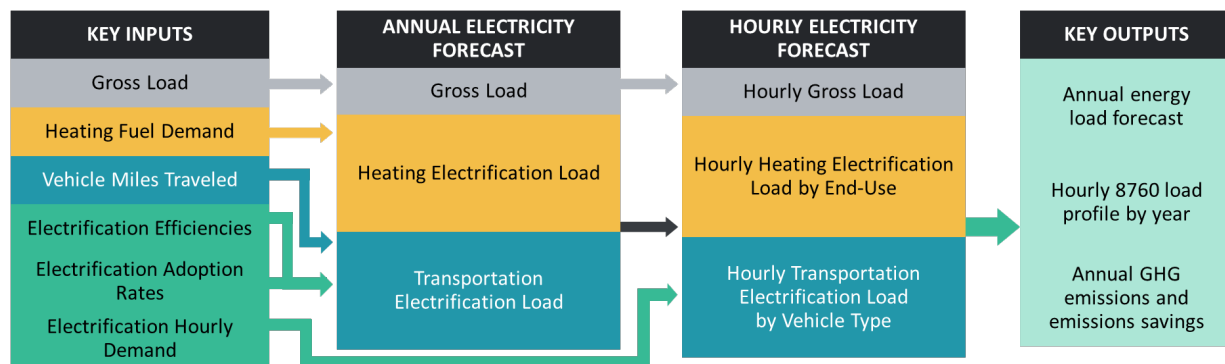 KEY INPUTS
Gross Load
Heating Fuel Demand
Vehicle Miles Traveled
Electrification Efficiencies
Electrification Adoption
Rates
Electrification Hourly
Demand
ANNUAL ELECTRICITY
FORECAST
Gross Load
Heating Electrification Load
Transportation
Electrification Load
HOURLY ELECTRICITY
FORECAST
Hourly Gross Load
Hourly Heating Electrification
Load by End-Use
Hourly Transportation
Electrification Load
by Vehicle Type
KEY OUTPUTS
Annual energy
load forecast
Hourly 8760 load
profile by year
Annual GHG
emissions and
emissions savings